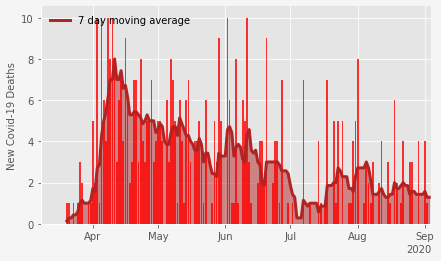 10
7 day moving average
8
6
4
2
0
New Covid-19 Deaths
Apr
May
Jun
Jul
Aug
Sep
2020